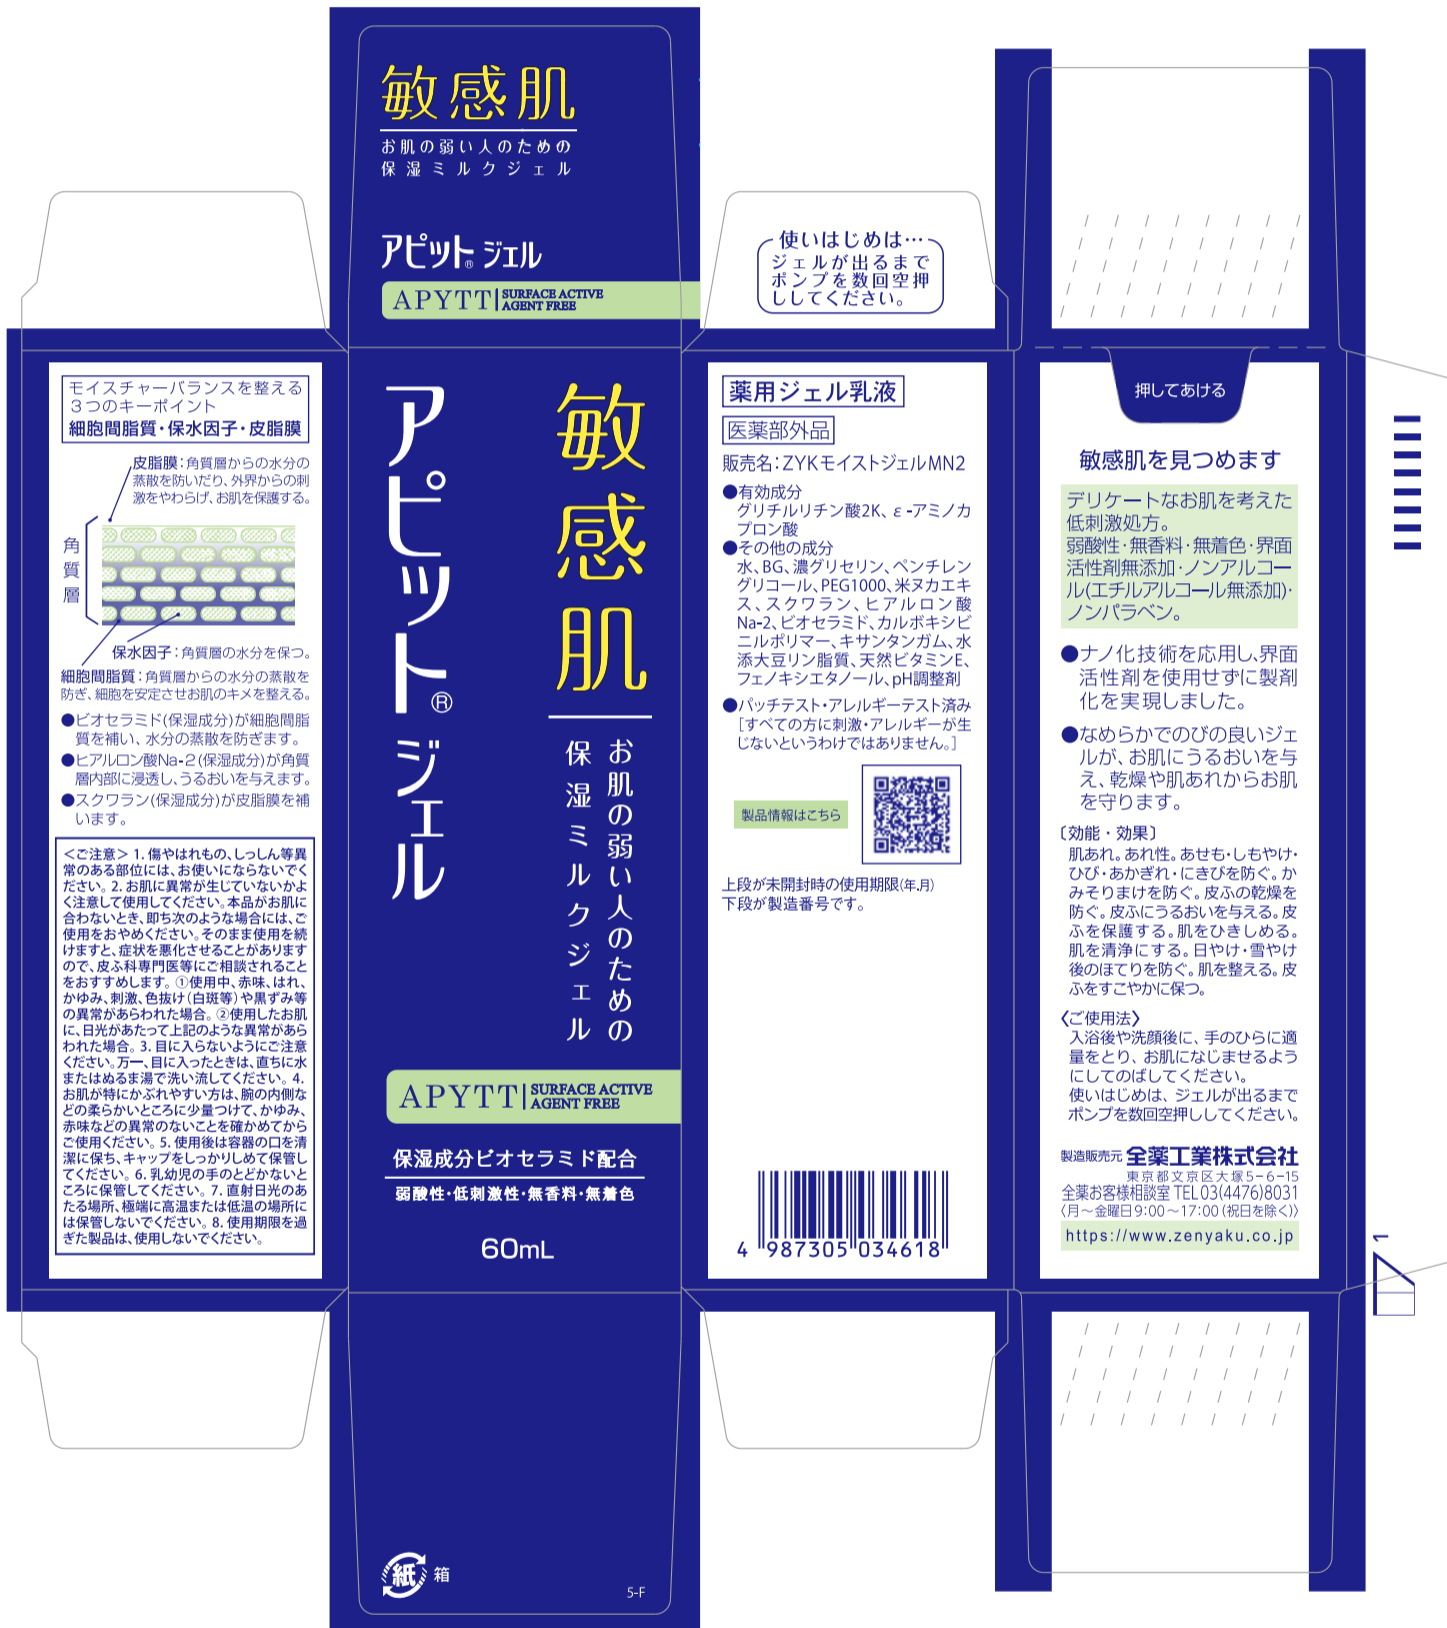 敏感肌
お肌の弱い人のための
保湿ミルクジェル
アピット®ジェル
APYTT SURFACE ACTIVE
AGENT FREE
モイスチャーバランスを整える
3つのキーポイント
細胞間脂質・保水因子・皮脂膜
皮脂膜：角質層からの水分の
蒸散を防いだり、外界からの刺
激をやわらげ、お肌を保護する。
角質層
保水因子：角質層の水分を保つ。
細胞間脂質：角質層からの水分の蒸散を
防ぎ、細胞を安定させお肌のキメを整える。
●ビオセラミド(保湿成分)が細胞間脂
質を補い、水分の蒸散を防ぎます。
●ヒアルロン酸Na-2(保湿成分)が角質
層内部に浸透し、うるおいを与えます。
●スクワラン(保湿成分)が皮脂膜を補
います。
＜ご注意＞1. 傷やはれもの、しっしん等異
常のある部位には、お使いにならないでく
ださい。2. お肌に異常が生じていないかよ
く注意して使用してください。本品がお肌に
合わないとき、即ち次のような場合には、ご
使用をおやめください。そのまま使用を続
けますと、症状を悪化させることがあります
ので、皮ふ科専門医等にご相談されること
をおすすめします。①使用中、赤味、はれ、
かゆみ、刺激、色抜け（白斑等）や黒ずみ等
の異常があらわれた場合。②使用したお肌
に、日光があたって上記のような異常があら
われた場合。3. 目に入らないようにご注意
ください。万一、目に入ったときは、直ちに水
またはぬるま湯で洗い流してください。4.
お肌が特にかぶれやすい方は、腕の内側な
どの柔らかいところに少量つけて、かゆみ、
赤味などの異常のないことを確かめてから
ご使用ください。5. 使用後は容器の口を清
潔に保ち、キャップをしっかりしめて保管し
てください。6. 乳幼児の手のとどかないと
ころに保管してください。7. 直射日光のあ
たる場所、極端に高温または低温の場所に
は保管しないでください。8. 使用期限を過
ぎた製品は、使用しないでください。
敏感肌
お肌の弱い人のための
保湿ミルクジェル
アピット®ジェル
APYTT SURFACE ACTIVE
AGENT FREE
保湿成分ビオセラミド配合
弱酸性・低刺激性・無香料・無着色
60mL
紙 箱
5-F
使いはじめは…
ジェルが出るまで
ポンプを数回空押
ししてください。
薬用ジェル乳液
医薬部外品
販売名：ZYKモイストジェルMN2
●有効成分
グリチルリチン酸2K、ε-アミノカ
プロン酸
●その他の成分
水、BG、濃グリセリン、ペンチレン
グリコール、PEG1000、米ヌカエキ
ス、スクワラン、ヒアルロン酸
Na-2、ビオセラミド、カルボキシビ
ニルポリマー、キサンタンガム、水
添大豆リン脂質、天然ビタミンE、
フェノキシエタノール、pH調整剤
●パッチテスト・アレルギーテスト済み
［すべての方に刺激・アレルギーが生
じないというわけではありません。］
製品情報はこちら
上段が未開封時の使用期限(年.月)
下段が製造番号です。
4 987305 034618
押してあける
敏感肌を見つめます
デリケートなお肌を考えた
低刺激処方。
弱酸性・無香料・無着色・界面
活性剤無添加・ノンアルコー
ル(エチルアルコール無添加)・
ノンパラベン。
●ナノ化技術を応用し、界面
活性剤を使用せずに製剤
化を実現しました。
●なめらかでのびの良いジェ
ルが、お肌にうるおいを与
え、乾燥や肌あれからお肌
を守ります。
〔効能・効果〕
肌あれ。あれ性。あせも・しもやけ・
ひび・あかぎれ・にきびを防ぐ。か
みそりまけを防ぐ。皮ふの乾燥を
防ぐ。皮ふにうるおいを与える。皮
ふを保護する。肌をひきしめる。
肌を清浄にする。日やけ・雪やけ
後のほてりを防ぐ。肌を整える。皮
ふをすこやかに保つ。
〈ご使用法〉
入浴後や洗顔後に、手のひらに適
量をとり、お肌になじませるよう
にしてのばしてください。
使いはじめは、ジェルが出るまで
ポンプを数回空押ししてください。
製造販売元 全薬工業株式会社
東京都文京区大塚5-6-15
全薬お客様相談室 TEL03(4476)8031
〈月～金曜日9:00～17:00(祝日を除く)〉
https://www.zenyaku.co.jp
1